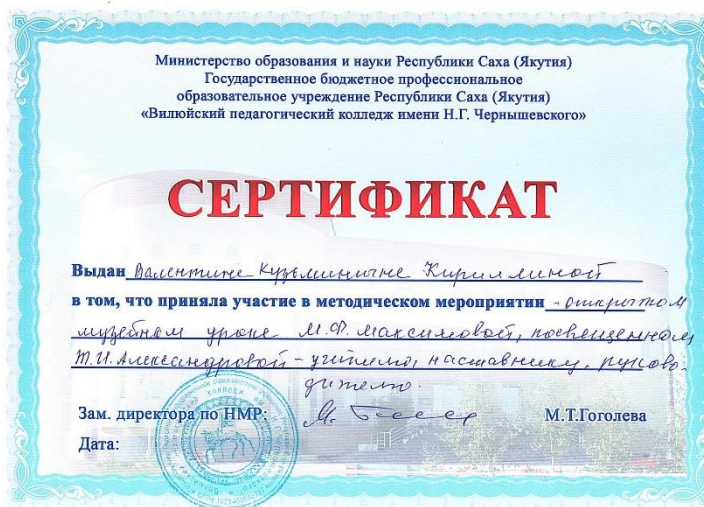 Министерство образования и науки Республики Саха (Якутия)
Государственное бюджетное профессиональное
образовательное учреждение Республики Саха (Якутия)
«Вилюйский педагогический колледж имени Н.Г. Чернышевского»
СЕРТИФИКАТ
Выдан Валентине Кузьминичне Кириллиной
в том, что приняла участие в методическом мероприятии - открытом
музейном уроке М.Ф. Максимовой, посвященном
Т.И. Александровой - учителю, наставнику, руково-
дителю.
Зам. директора по НМР: М.Т.Гоголева
Дата: